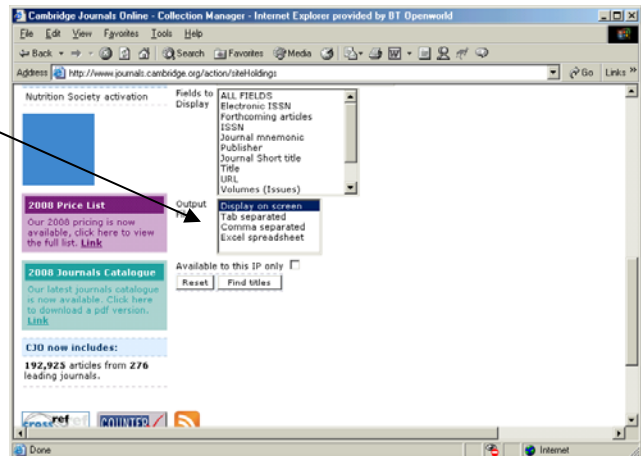 Cambridge Journals Online - Collection Manager - Internet Explorer provided by BT Openworld
File Edit View Favorites Tools Help
Back Search Favorites Media
Address http://www.journals.cambridge.org/action/siteHoldings Go Links »
Nutrition Society activation
Fields to Display
ALL FIELDS
Electronic ISSN
Forthcoming articles
ISSN
Journal mnemonic
Publisher
Journal Short title
Title
URL
Volumes (Issues)
2008 Price List
Our 2008 pricing is now
available, click here to view
the full list. Link
Output
Display on screen
Tab separated
Comma separated
Excel spreadsheet
Available to this IP only
Reset Find titles
2008 Journals Catalogue
Our latest journals catalogue
is now available. Click here
to download a pdf version.
Link
CJO now includes:
192,925 articles from 276
leading journals.
cross ref
COUNTER
Done Internet